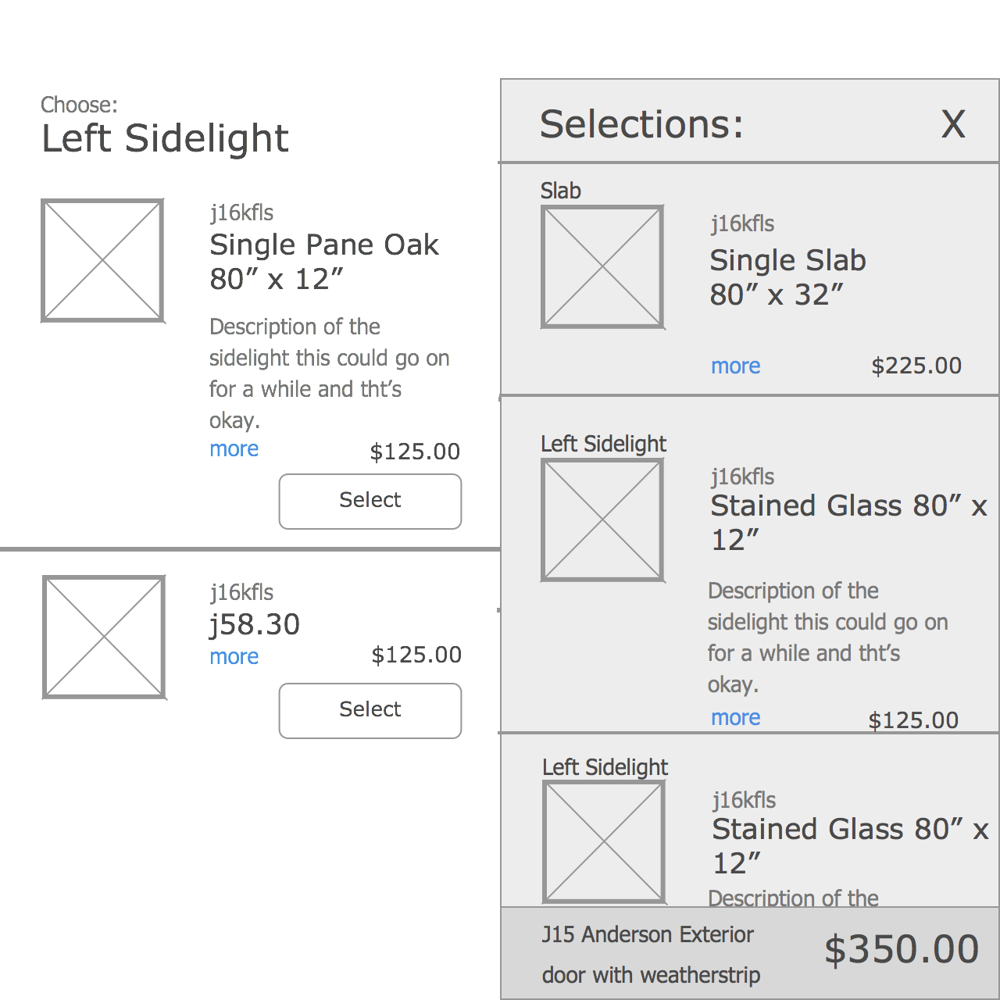 Choose:
Left Sidelight
j16kfls
Single Pane Oak
80” x 12”
Description of the
sidelight this could go on
for a while and tht’s
okay.
more
$125.00
Select
j16kfls
j58.30
more
$125.00
Select
Selections:
X
Slab
j16kfls
Single Slab
80” x 32”
more
$225.00
Left Sidelight
j16kfls
Stained Glass 80” x
12”
Description of the
sidelight this could go on
for a while and tht’s
okay.
more
$125.00
Left Sidelight
j16kfls
Stained Glass 80” x
12”
Description of the
J15 Anderson Exterior
door with weatherstrip
$350.00